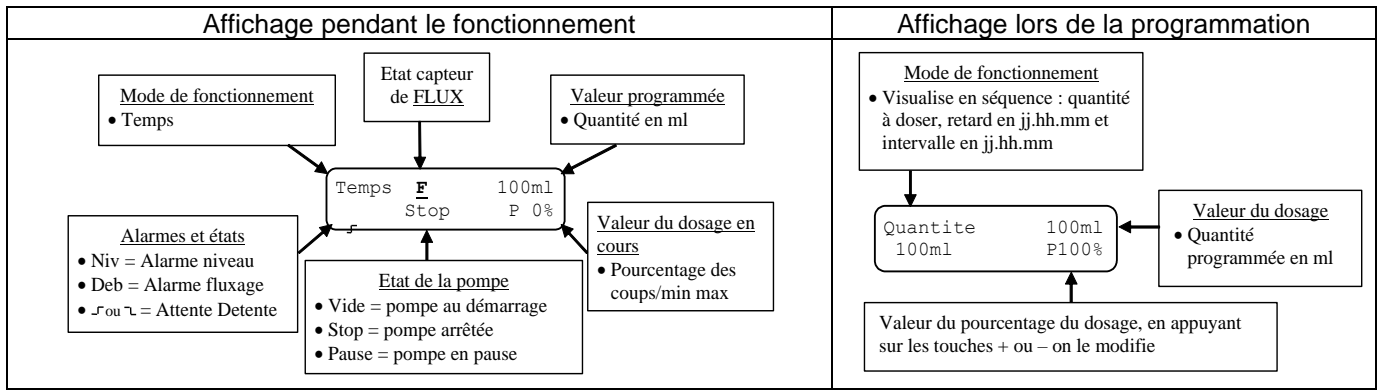 Affichage pendant le fonctionnement
Etat capteur
de FLUX
Mode de fonctionnement
• Temps
Valeur programmée
• Quantité en ml
Temps F 100ml
Stop P 0%
Alarmes et états
• Niv = Alarme niveau
• Deb = Alarme fluxage
• ou = Attente Detente
Etat de la pompe
• Vide = pompe au démarrage
• Stop = pompe arrêtée
• Pause = pompe en pause
Valeur du dosage en
cours
• Pourcentage des
coups/min max
Affichage lors de la programmation
Mode de fonctionnement
• Visualise en séquence : quantité
à doser, retard en jj.hh.mm et
intervalle en jj.hh.mm
Quantite 100ml
100ml P100%
Valeur du dosage
• Quantité
programmée en ml
Valeur du pourcentage du dosage, en appuyant
sur les touches + ou – on le modifie